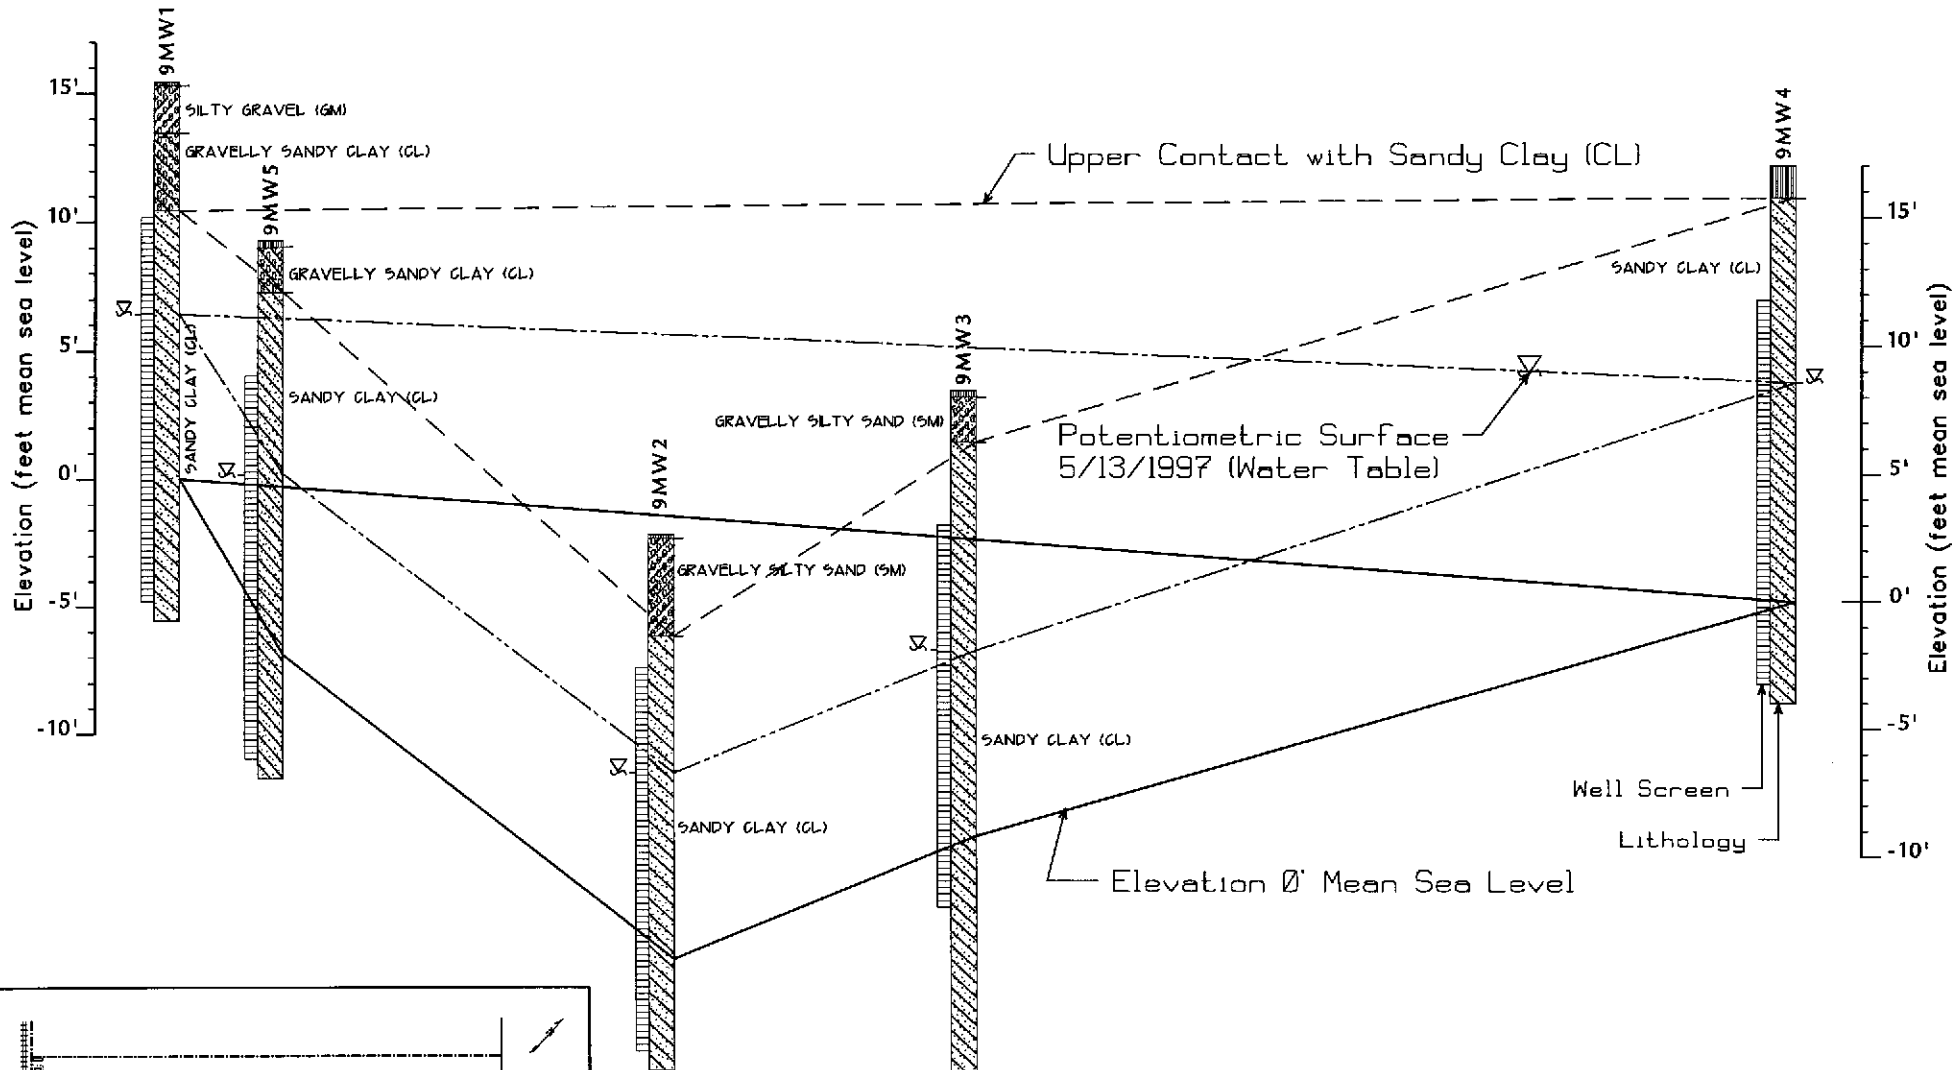 9MW1
15'
10'
5'
0'
-5'
-10'
Elevation (feet mean sea level)
SILTY GRAVEL (GM)
GRAVELLY SANDY CLAY (CL)
SANDY CLAY (CL)
9MW5
GRAVELLY SANDY CLAY (CL)
SANDY CLAY (CL)
9MW2
GRAVELLY SILTY SAND (SM)
SANDY CLAY (CL)
9MW3
GRAVELLY SILTY SAND (SM)
SANDY CLAY (CL)
Upper Contact with Sandy Clay (CL)
Potentiometric Surface
5/13/1997 (Water Table)
Elevation 0' Mean Sea Level
9MW4
SANDY CLAY (CL)
Well Screen
Lithology
15'
10'
5'
0'
-5'
-10'
Elevation (feet mean sea level)